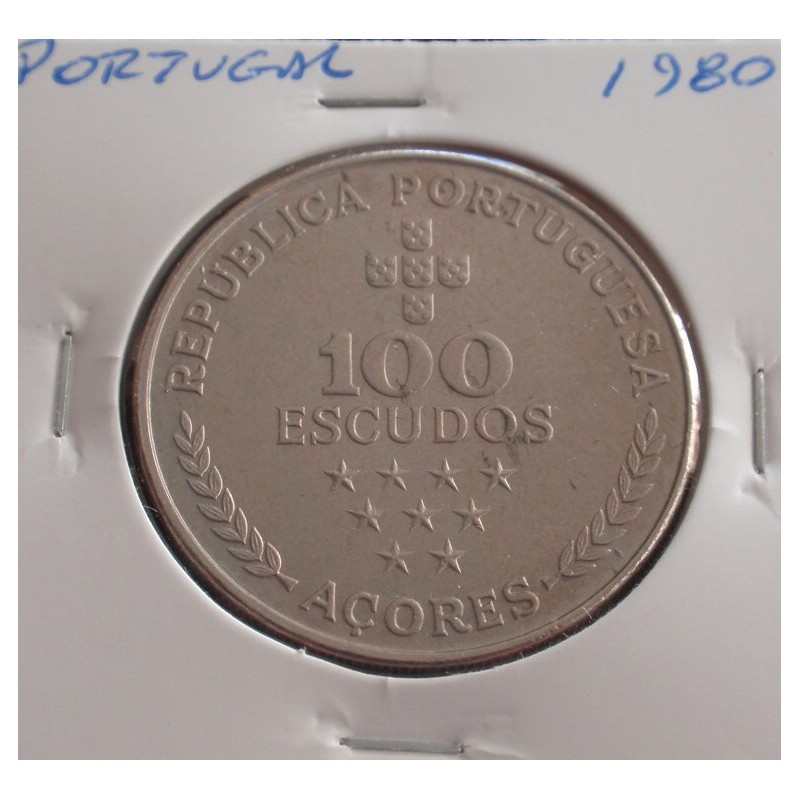 PORTUGAL 1980
REPÚBLICA PORTUGUESA
100
ESCUDOS
AÇORES